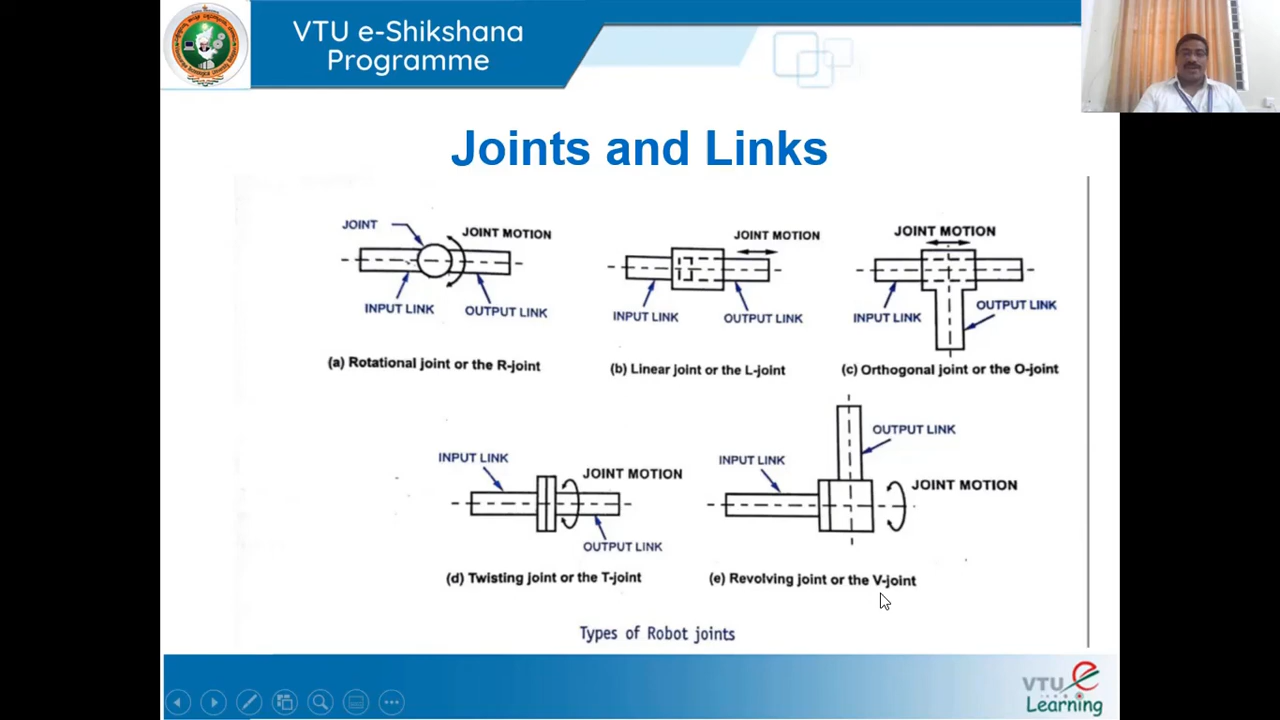 VTU e-Shikshana
Programme
Joints and Links
JOINT
JOINT MOTION
INPUT LINK
OUTPUT LINK
(a) Rotational joint or the R-joint
JOINT MOTION
INPUT LINK
OUTPUT LINK
(b) Linear joint or the L-joint
JOINT MOTION
INPUT LINK
OUTPUT LINK
(c) Orthogonal joint or the O-joint
INPUT LINK
JOINT MOTION
OUTPUT LINK
(d) Twisting joint or the T-joint
INPUT LINK
OUTPUT LINK
JOINT MOTION
(e) Revolving joint or the V-joint
Types of Robot joints
VTU e
Learning